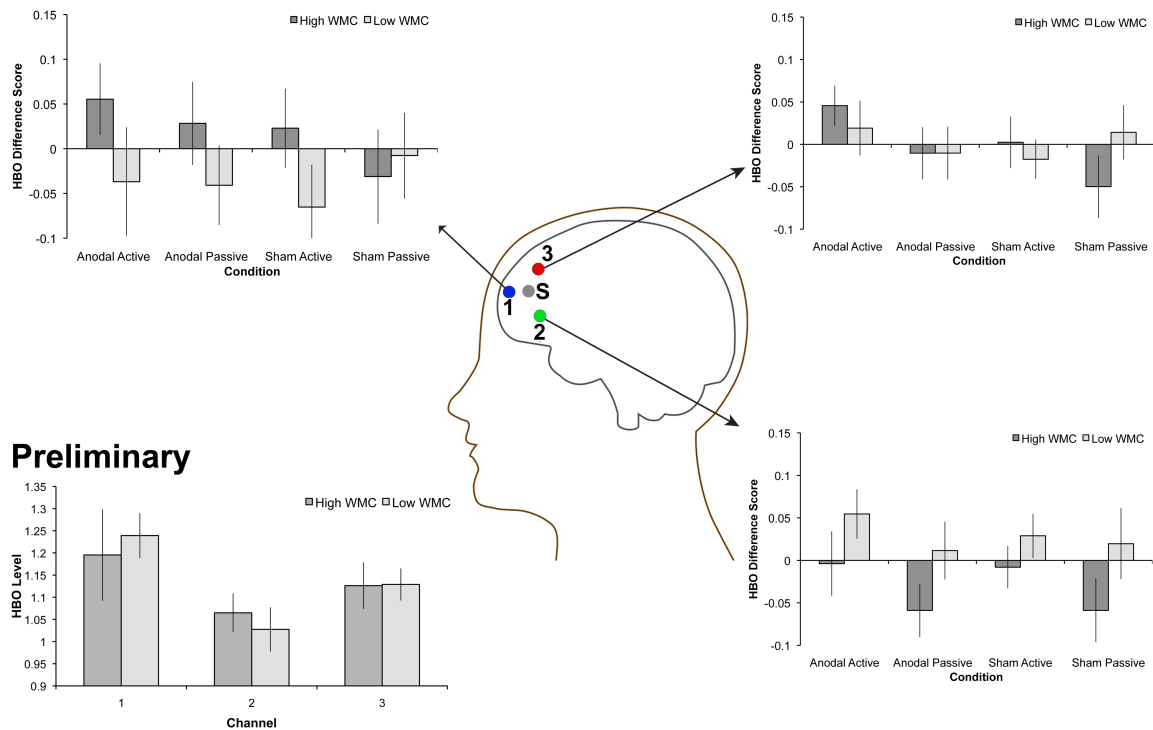 High WMC Low WMC
0.15
0.1
0.05
0
-0.05
-0.1
HBO Difference Score
Anodal Active Anodal Passive Sham Active Sham Passive
Condition
High WMC Low WMC
0.15
0.1
0.05
0
-0.05
-0.1
HBO Difference Score
Anodal Active Anodal Passive Sham Active Sham Passive
Condition
3
S
1
2
Preliminary
High WMC Low WMC
1.35
1.3
1.25
1.2
1.15
1.1
1.05
1
0.95
0.9
HBO Level
1 2 3
Channel
High WMC Low WMC
0.15
0.1
0.05
0
-0.05
-0.1
HBO Difference Score
Anodal Active Anodal Passive Sham Active Sham Passive
Condition